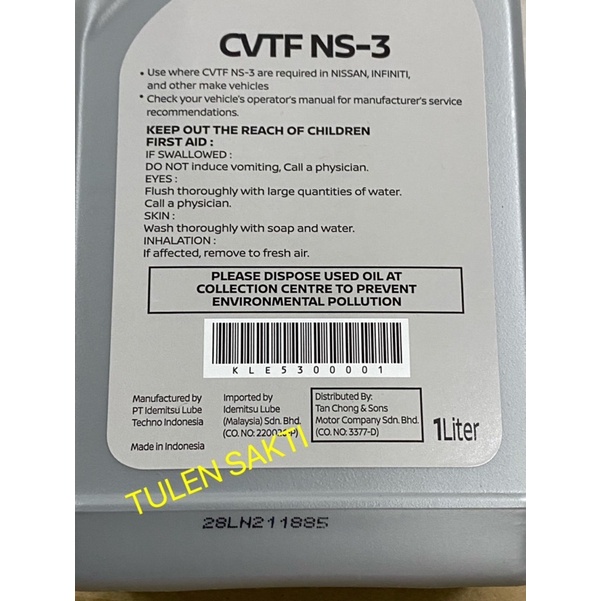 CVTF NS-3
• Use where CVTF NS-3 are required in NISSAN, INFINITI,
and other make vehicles
• Check your vehicle's operator's manual for manufacturer's service
recommendations.
KEEP OUT THE REACH OF CHILDREN
FIRST AID :
IF SWALLOWED :
DO NOT induce vomiting, Call a physician.
EYES :
Flush thoroughly with large quantities of water.
Call a physician.
SKIN :
Wash thoroughly with soap and water.
INHALATION :
If affected, remove to fresh air.
PLEASE DISPOSE USED OIL AT
COLLECTION CENTRE TO PREVENT
ENVIRONMENTAL POLLUTION
KLE5300001
Manufactured by
PT Idemitsu Lube
Techno Indonesia
Made in Indonesia
Imported by
Idemitsu Lube
(Malaysia) Sdn. Bhd.
(CO. NO:
Distributed By:
Tan Chong & Sons
Motor Company Sdn. Bhd.
(CO. NO: 3377-D)
1Liter
TULEN SAKTI
28LN211885